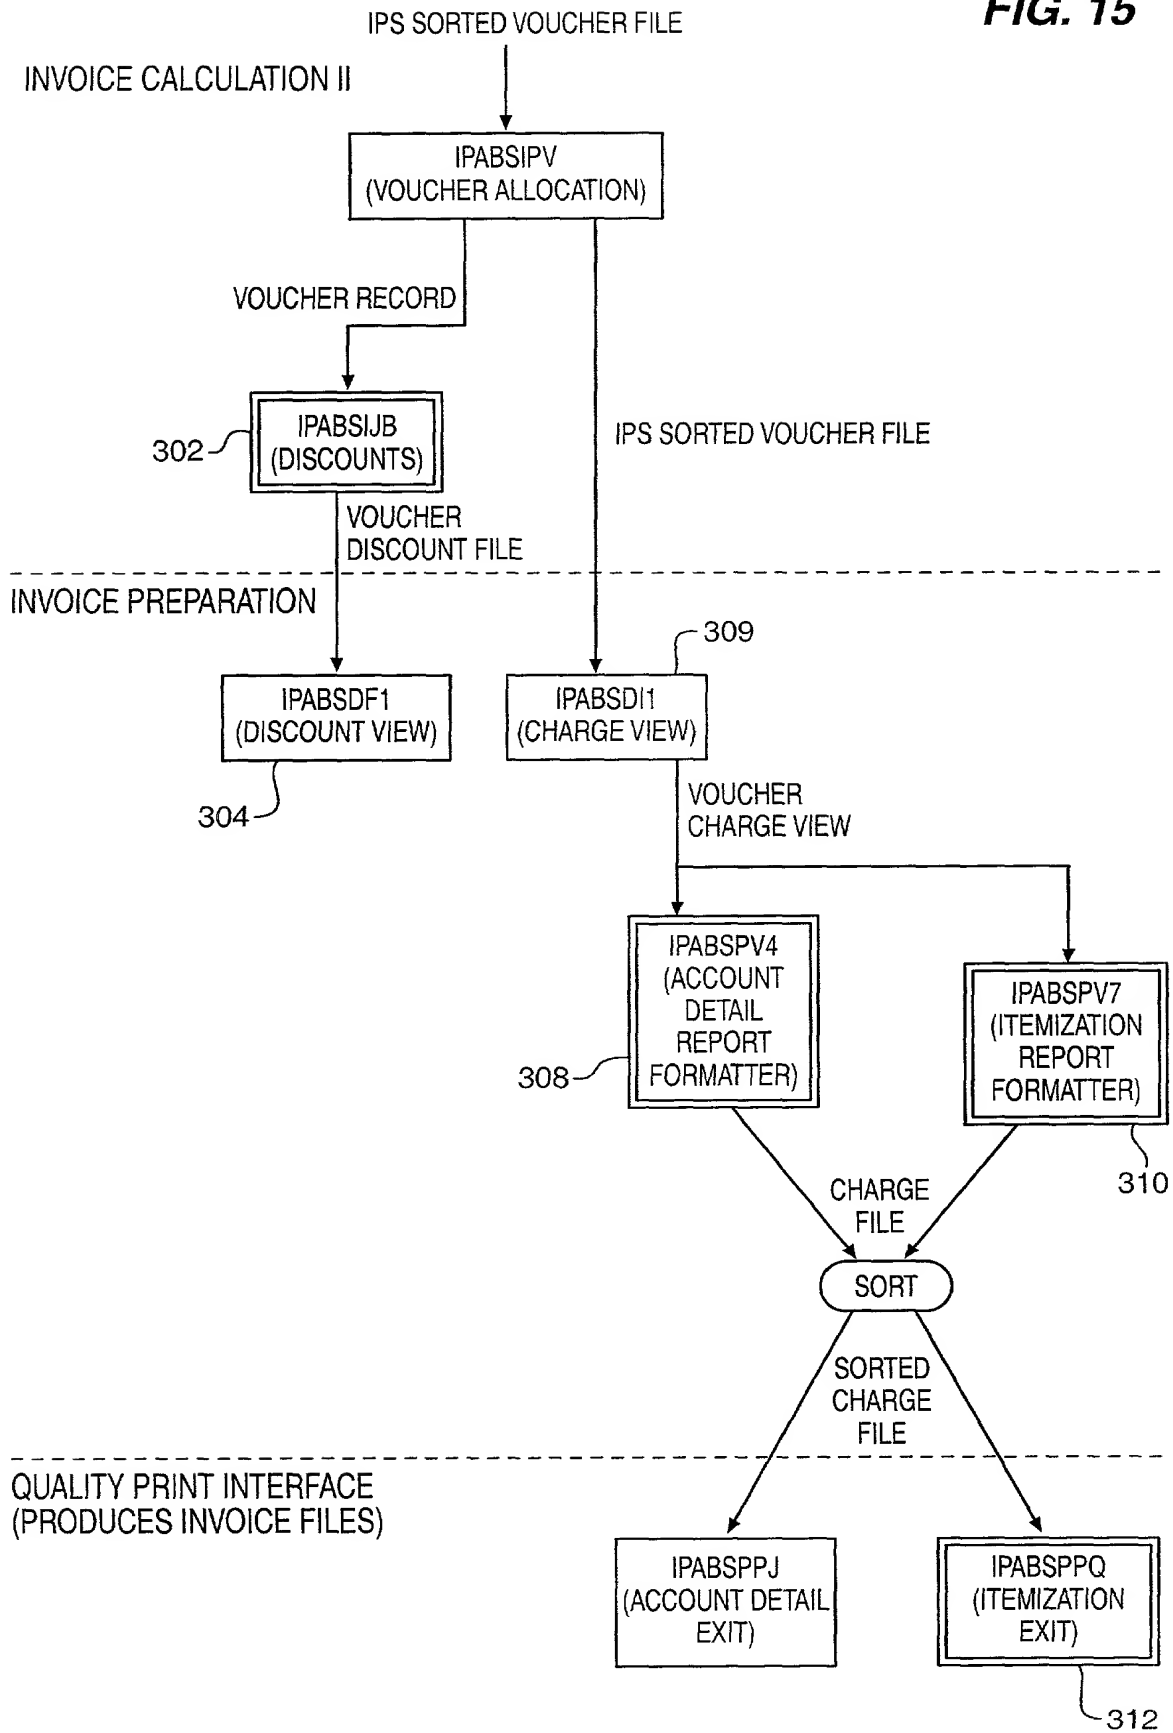 FIG. 15
IPS SORTED VOUCHER FILE
INVOICE CALCULATION II
IPABSIPV
(VOUCHER ALLOCATION)
VOUCHER RECORD
IPABSIJB
(DISCOUNTS)
302
IPS SORTED VOUCHER FILE
VOUCHER
DISCOUNT FILE
INVOICE PREPARATION
309
IPABSDF1
(DISCOUNT VIEW)
IPABSDI1
(CHARGE VIEW)
304
VOUCHER
CHARGE VIEW
IPABSPV4
(ACCOUNT
DETAIL
REPORT
FORMATTER)
308
IPABSPV7
(ITEMIZATION
REPORT
FORMATTER)
310
CHARGE
FILE
SORT
SORTED
CHARGE
FILE
QUALITY PRINT INTERFACE
(PRODUCES INVOICE FILES)
IPABSPPJ
(ACCOUNT DETAIL
EXIT)
IPABSPPQ
(ITEMIZATION
EXIT)
312